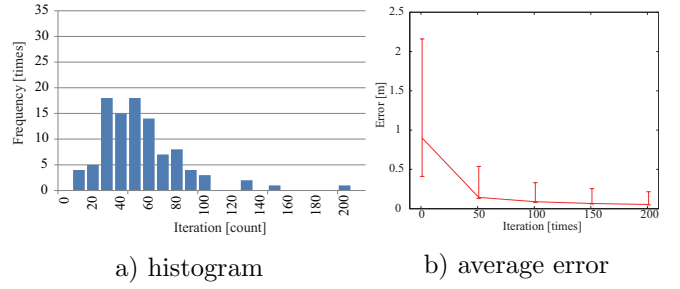 35
30
25
20
15
10
5
0
Frequency [times]
0 20 40 60 80 100 120 140 160 180 200
Iteration [count]
a) histogram
2.5
2
1.5
1
0.5
0
Error [m]
0 50 100 150 200
Iteration [times]
b) average error